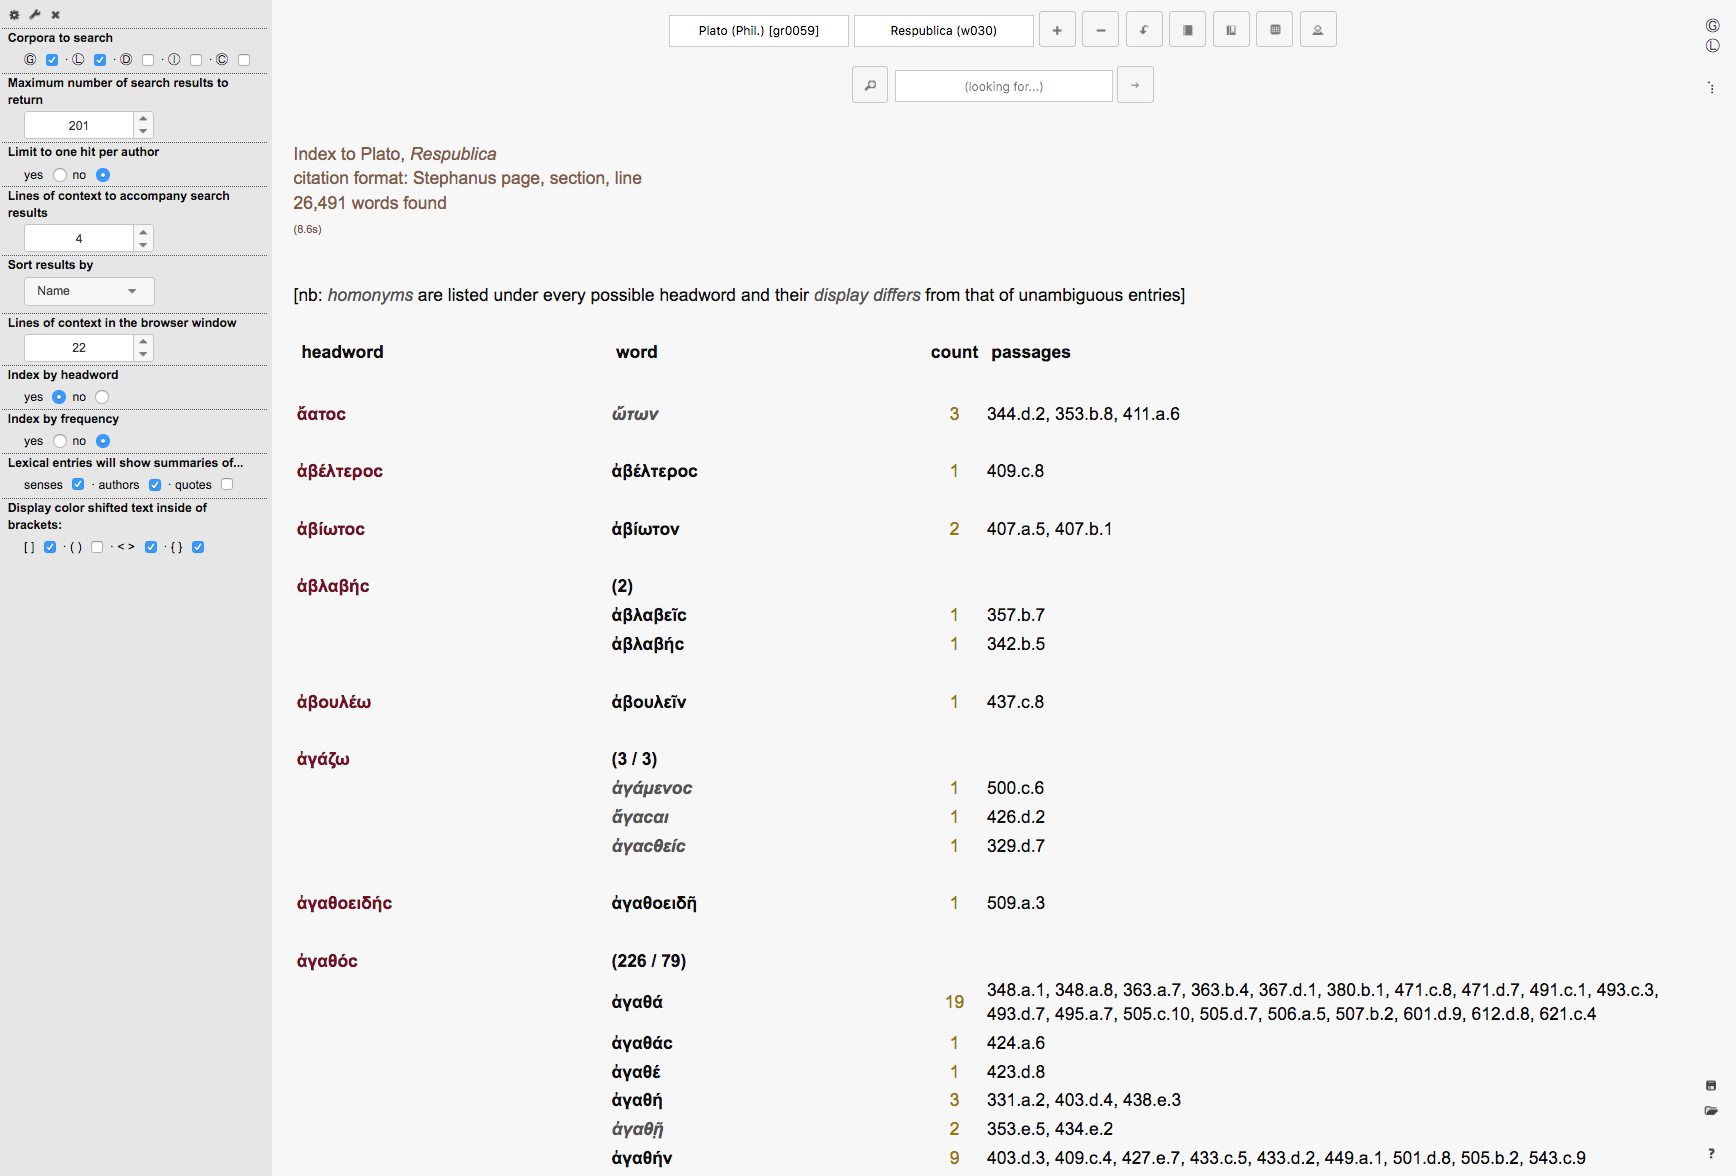 Corpora to search
Ⓖ · Ⓛ · Ⓓ · Ⓘ · Ⓒ
Maximum number of search results to
return
201
Limit to one hit per author
yes no
Lines of context to accompany search
results
4
Sort results by
Name
Lines of context in the browser window
22
Index by headword
yes no
Index by frequency
yes no
Lexical entries will show summaries of...
senses · authors · quotes
Display color shifted text inside of
brackets:
[ ] · ( ) · < > · { }
Plato (Phil.) [gr0059] Respublica (w030)
(looking for...)
Ⓖ
Ⓛ
Index to Plato, Respublica
citation format: Stephanus page, section, line
26,491 words found
(8.6s)
[nb: homonyms are listed under every possible headword and their display differs from that of unambiguous entries]
headword word count passages
ἄατοϲ ὤτων 3 344.d.2, 353.b.8, 411.a.6
ἀβέλτεροϲ ἀβέλτεροϲ 1 409.c.8
ἀβίωτοϲ ἀβίωτον 2 407.a.5, 407.b.1
ἀβλαβήϲ (2)
ἀβλαβεῖϲ 1 357.b.7
ἀβλαβήϲ 1 342.b.5
ἀβουλέω ἀβουλεῖν 1 437.c.8
ἀγάζω (3 / 3)
ἀγάμενοϲ 1 500.c.6
ἄγαϲαι 1 426.d.2
ἀγαϲθείϲ 1 329.d.7
ἀγαθοειδήϲ ἀγαθοειδῆ 1 509.a.3
ἀγαθόϲ (226 / 79)
ἀγαθά 19 348.a.1, 348.a.8, 363.a.7, 363.b.4, 367.d.1, 380.b.1, 471.c.8, 471.d.7, 491.c.1, 493.c.3,
493.d.7, 495.a.7, 505.c.10, 505.d.7, 506.a.5, 507.b.2, 601.d.9, 612.d.8, 621.c.4
ἀγαθάϲ 1 424.a.6
ἀγαθέ 1 423.d.8
ἀγαθή 3 331.a.2, 403.d.4, 438.e.3
ἀγαθῇ 2 353.e.5, 434.e.2
ἀγαθήν 9 403.d.3, 409.c.4, 427.e.7, 433.c.5, 433.d.2, 449.a.1, 501.d.8, 505.b.2, 543.c.9
?